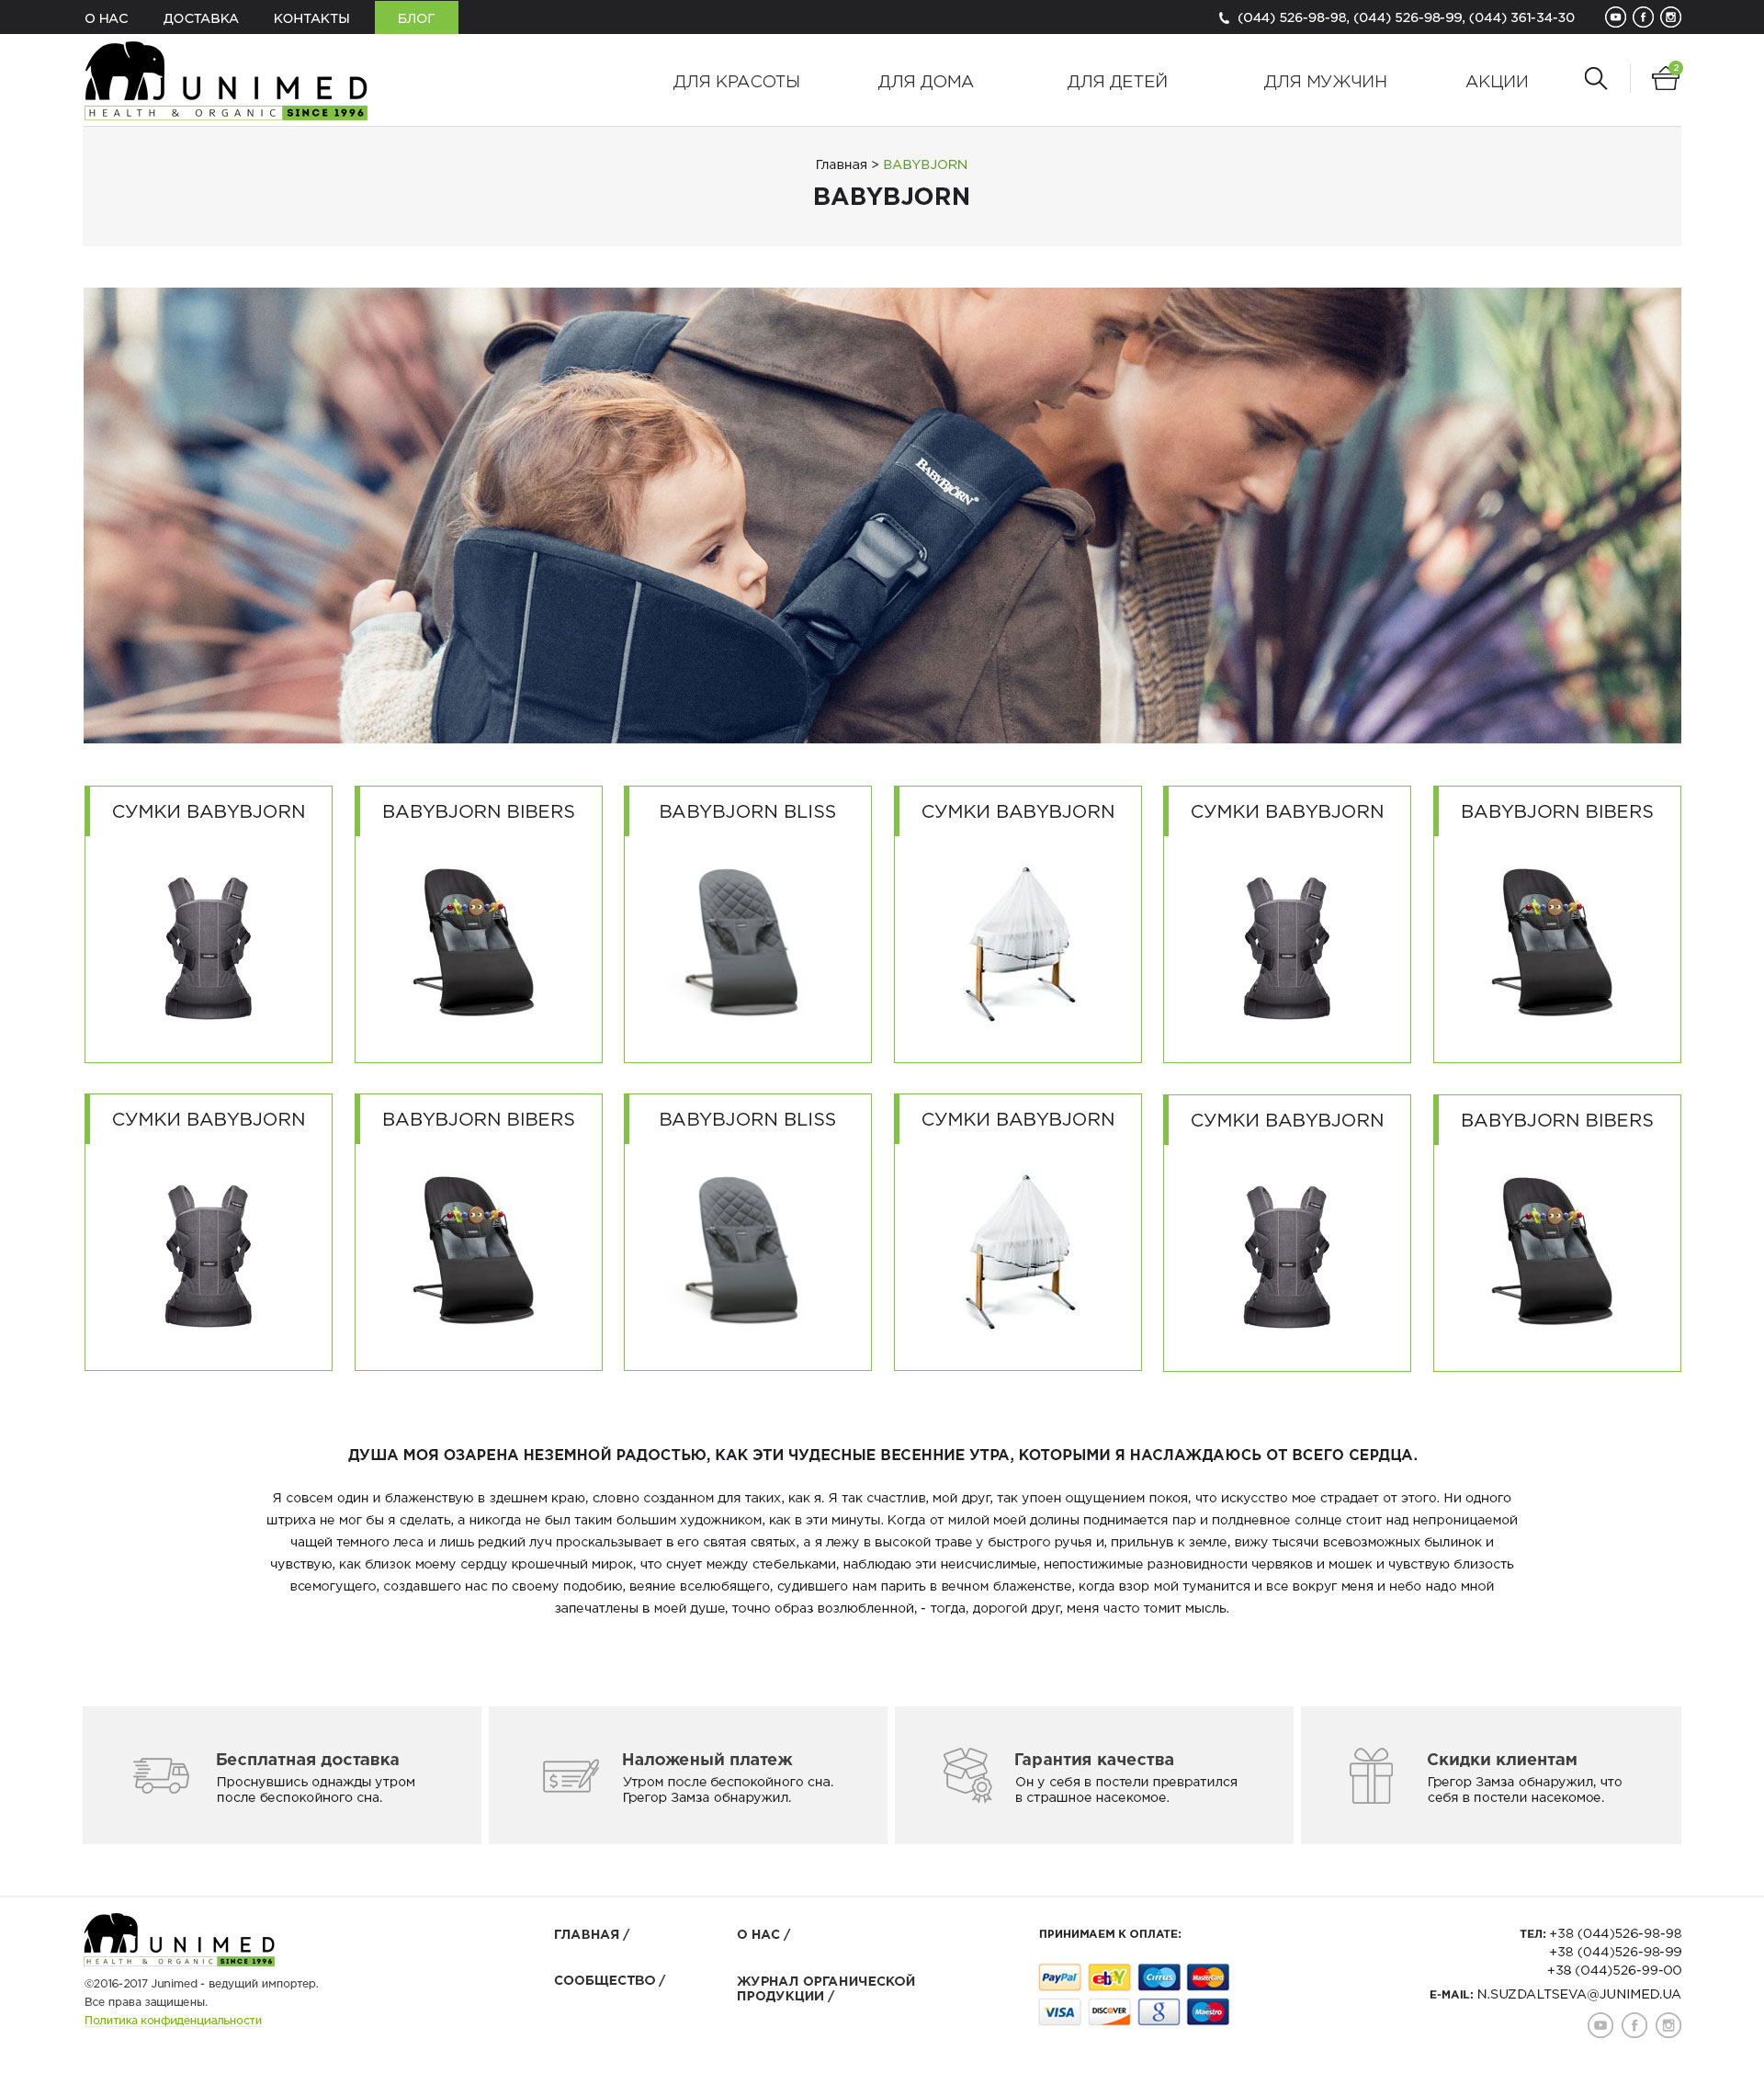 О НАС ДОСТАВКА КОНТАКТЫ БЛОГ (044) 526-98-98, (044) 526-98-99, (044) 361-34-30
JUNIMED
HEALTH & ORGANIC SINCE 1996
ДЛЯ КРАСОТЫ ДЛЯ ДОМА ДЛЯ ДЕТЕЙ ДЛЯ МУЖЧИН АКЦИИ 2
Главная > BABYBJORN
BABYBJORN
BABYBJÖRN®
СУМКИ BABYBJORN BABYBJORN BIBERS BABYBJORN BLISS СУМКИ BABYBJORN СУМКИ BABYBJORN BABYBJORN BIBERS
СУМКИ BABYBJORN BABYBJORN BIBERS BABYBJORN BLISS СУМКИ BABYBJORN СУМКИ BABYBJORN BABYBJORN BIBERS
ДУША МОЯ ОЗАРЕНА НЕЗЕМНОЙ РАДОСТЬЮ, КАК ЭТИ ЧУДЕСНЫЕ ВЕСЕННИЕ УТРА, КОТОРЫМИ Я НАСЛАЖДАЮСЬ ОТ ВСЕГО СЕРДЦА.
Я совсем один и блаженствую в здешнем краю, словно созданном для таких, как я. Я так счастлив, мой друг, так упоен ощущением покоя, что искусство мое страдает от этого. Ни одного
штриха не мог бы я сделать, а никогда не был таким большим художником, как в эти минуты. Когда от милой моей долины поднимается пар и полдневное солнце стоит над непроницаемой
чащей темного леса и лишь редкий луч проскальзывает в его святая святых, а я лежу в высокой траве у быстрого ручья и, прильнув к земле, вижу тысячи всевозможных былинок и
чувствую, как близок моему сердцу крошечный мирок, что снует между стебельками, наблюдаю эти неисчислимые, непостижимые разновидности червяков и мошек и чувствую близость
всемогущего, создавшего нас по своему подобию, веяние вселюбящего, судившего нам парить в вечном блаженстве, когда взор мой туманится и все вокруг меня и небо надо мной
запечатлены в моей душе, точно образ возлюбленной, - тогда, дорогой друг, меня часто томит мысль.
Бесплатная доставка
Проснувшись однажды утром
после беспокойного сна.
Наложеный платеж
Утром после беспокойного сна.
Грегор Замза обнаружил.
Гарантия качества
Он у себя в постели превратился
в страшное насекомое.
Скидки клиентам
Грегор Замза обнаружил, что
себя в постели насекомое.
JUNIMED
HEALTH & ORGANIC SINCE 1996
©2016-2017 Junimed - ведущий импортер.
Все права защищены.
Политика конфиденциальности
ГЛАВНАЯ /
СООБЩЕСТВО /
О НАС /
ЖУРНАЛ ОРГАНИЧЕСКОЙ
ПРОДУКЦИИ /
ПРИНИМАЕМ К ОПЛАТЕ:
PayPal ebY Cirrus MasterCard
VISA DISCOVER g Maestro
ТЕЛ: +38 (044)526-98-98
+38 (044)526-98-99
+38 (044)526-99-00
E-MAIL: N.SUZDALTSEVA@JUNIMED.UA